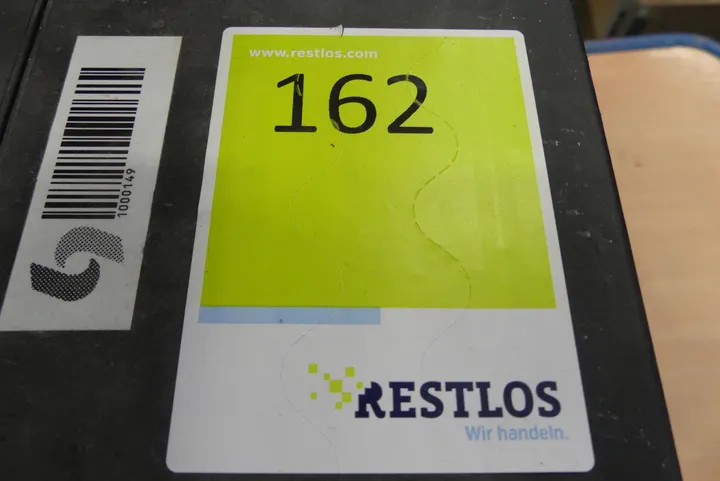 www.restlos.com
162
1000149
RESTLOS
Wir handeln.